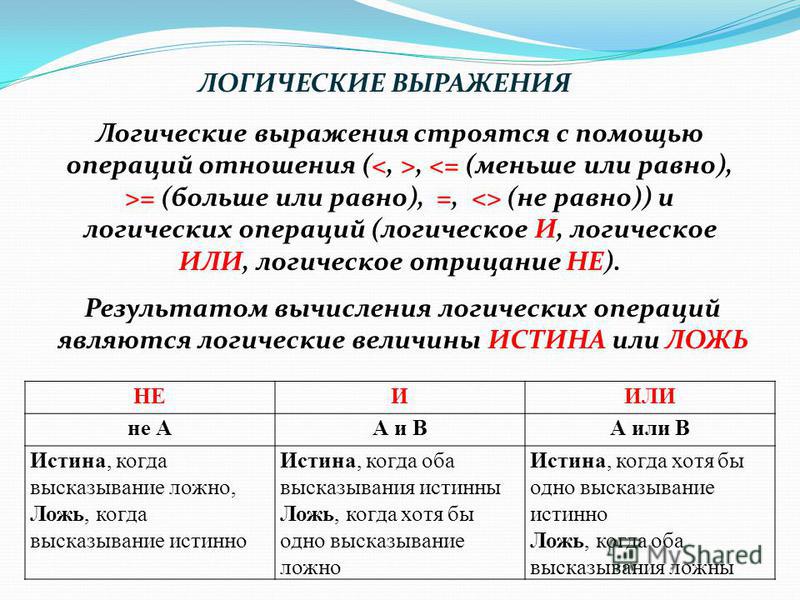 ЛОГИЧЕСКИЕ ВЫРАЖЕНИЯ
Логические выражения строятся с помощью
операций отношения (<, >, <= (меньше или равно),
>= (больше или равно), =, <> (не равно)) и
логических операций (логическое И, логическое
ИЛИ, логическое отрицание НЕ).
Результатом вычисления логических операций
являются логические величины ИСТИНА или ЛОЖЬ
НЕ И ИЛИ
не А А и В А или В
Истина, когда
высказывание ложно,
Ложь, когда
высказывание истинно
Истина, когда оба
высказывания истинны
Ложь, когда хотя бы
одно высказывание
ложно
Истина, когда хотя бы
одно высказывание
истинно
Ложь, когда оба
высказывания ложны
MyShared